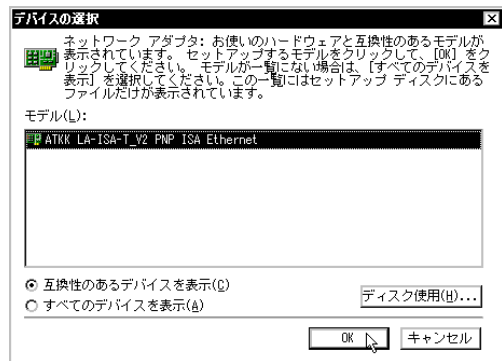 デバイスの選択
ネットワーク アダプタ: お使いのハードウェアと互換性のあるモデルが
表示されています。 セットアップするモデルをクリックして、[OK] をク
リックしてください。 モデルが一覧にない場合は、[すべてのデバイスを
表示] を選択してください。この一覧にはセットアップ ディスクにある
ファイルだけが表示されています。
モデル(L):
ATKK LA-ISA-T_V2 PNP ISA Ethernet
互換性のあるデバイスを表示(C)
すべてのデバイスを表示(A)
ディスク使用(H)...
OK
キャンセル